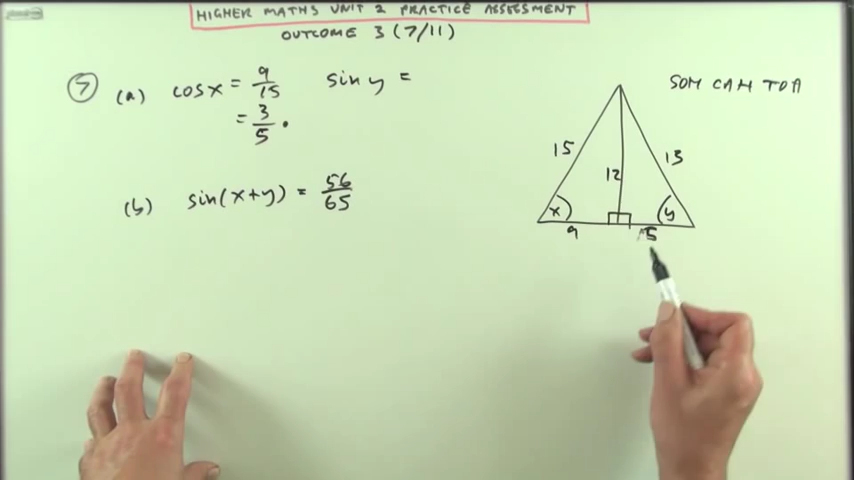 HIGHER MATHS UNIT 2 PRACTICE ASSESSMENT
OUTCOME 3 (7/11)
7 (a) cosx = 9/15 sin y =
= 3/5 .
(b) sin(x+y) = 56/65
SOH CAH TOA
15
13
12
x
y
9
5